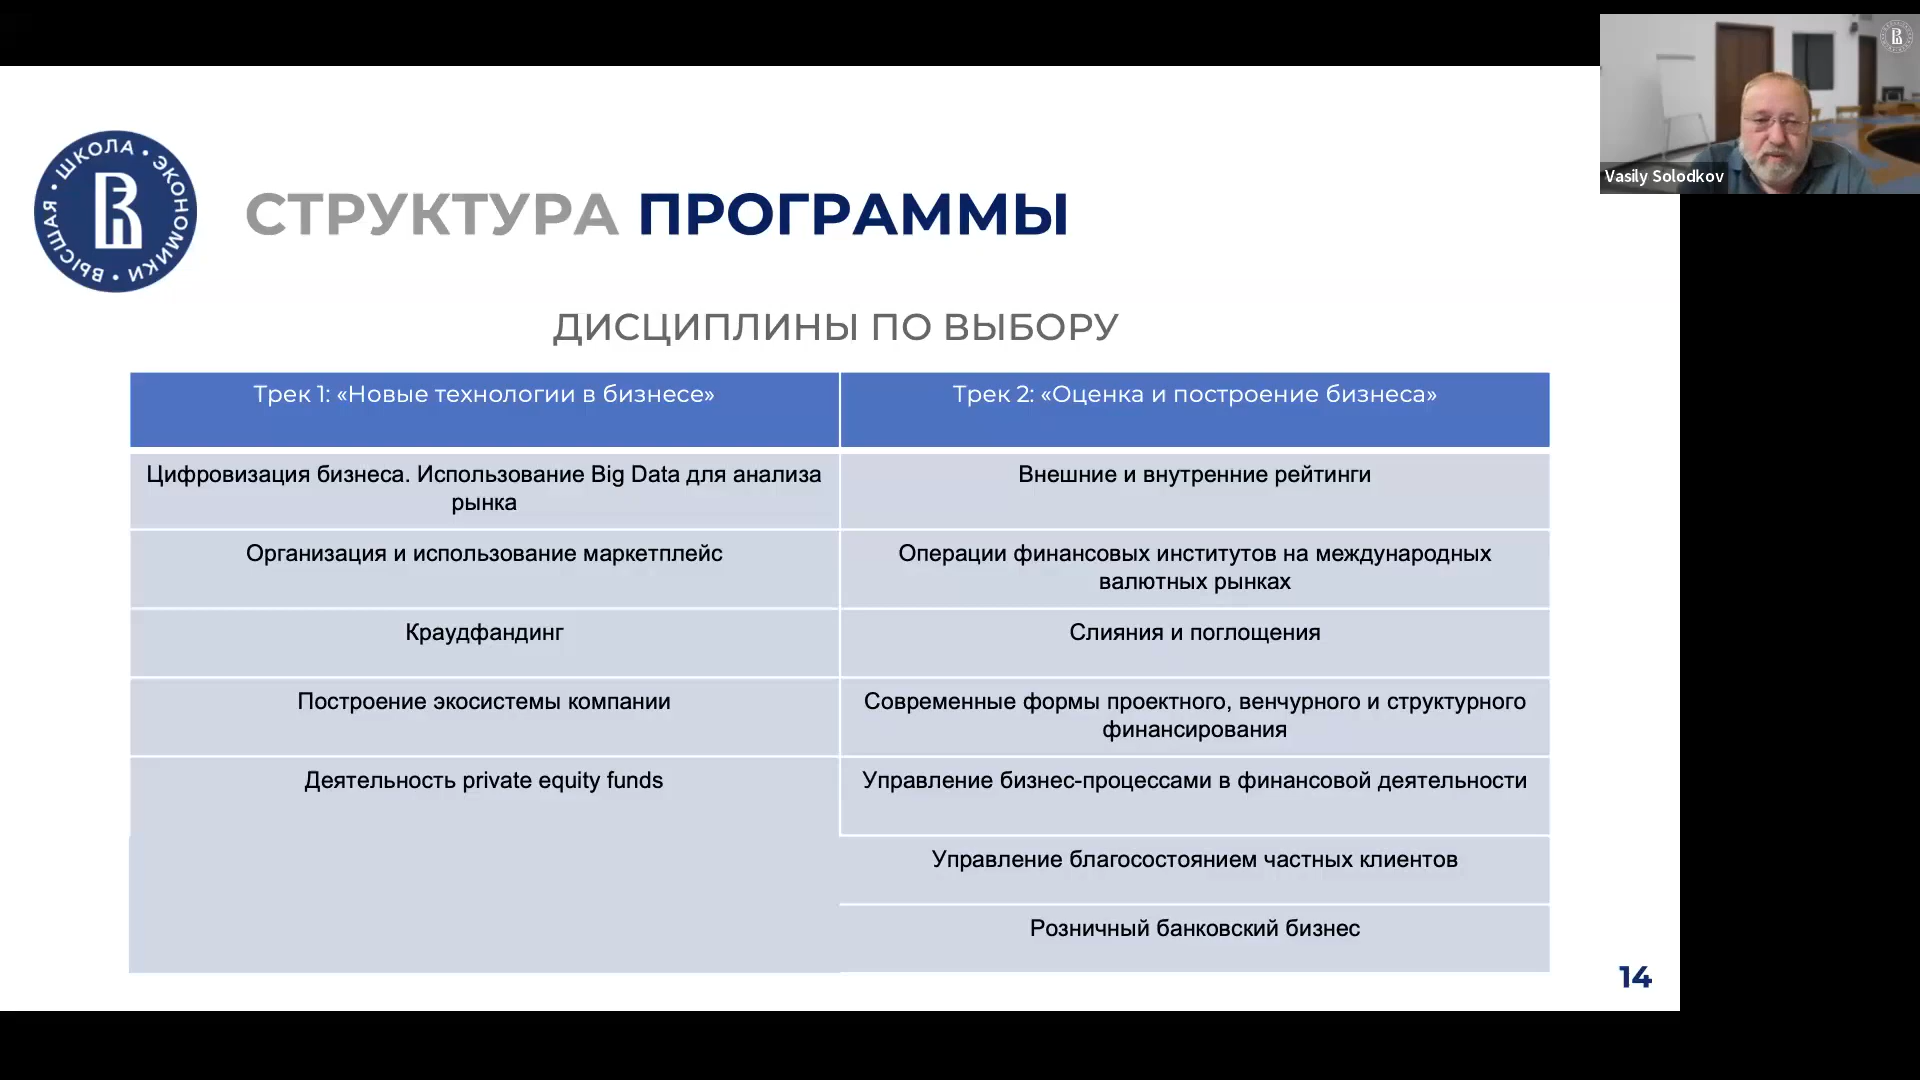 ВЫСШАЯ • ШКОЛА • ЭКОНОМИКИ •
СТРУКТУРА ПРОГРАММЫ
Vasily Solodkov
ДИСЦИПЛИНЫ ПО ВЫБОРУ
Трек 1: «Новые технологии в бизнесе»
Трек 2: «Оценка и построение бизнеса»
Цифровизация бизнеса. Использование Big Data для анализа
рынка
Внешние и внутренние рейтинги
Организация и использование маркетплейс
Операции финансовых институтов на международных
валютных рынках
Краудфандинг
Слияния и поглощения
Построение экосистемы компании
Современные формы проектного, венчурного и структурного
финансирования
Деятельность private equity funds
Управление бизнес-процессами в финансовой деятельности
Управление благосостоянием частных клиентов
Розничный банковский бизнес
14